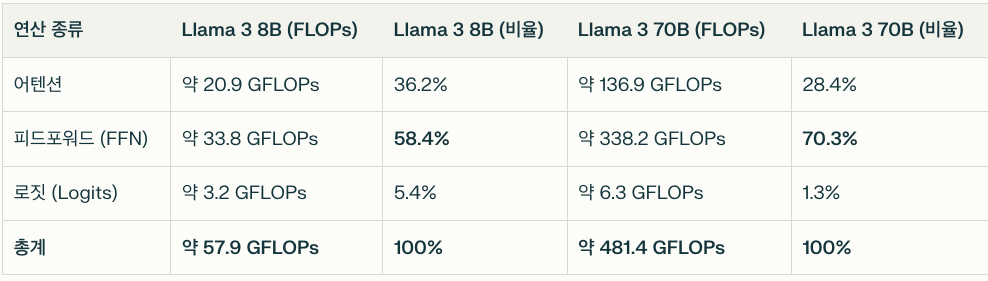 연산 종류 Llama 3 8B (FLOPs) Llama 3 8B (비율) Llama 3 70B (FLOPs) Llama 3 70B (비율)
어텐션 약 20.9 GFLOPs 36.2% 약 136.9 GFLOPs 28.4%
피드포워드 (FFN) 약 33.8 GFLOPs 58.4% 약 338.2 GFLOPs 70.3%
로짓 (Logits) 약 3.2 GFLOPs 5.4% 약 6.3 GFLOPs 1.3%
총계 약 57.9 GFLOPs 100% 약 481.4 GFLOPs 100%